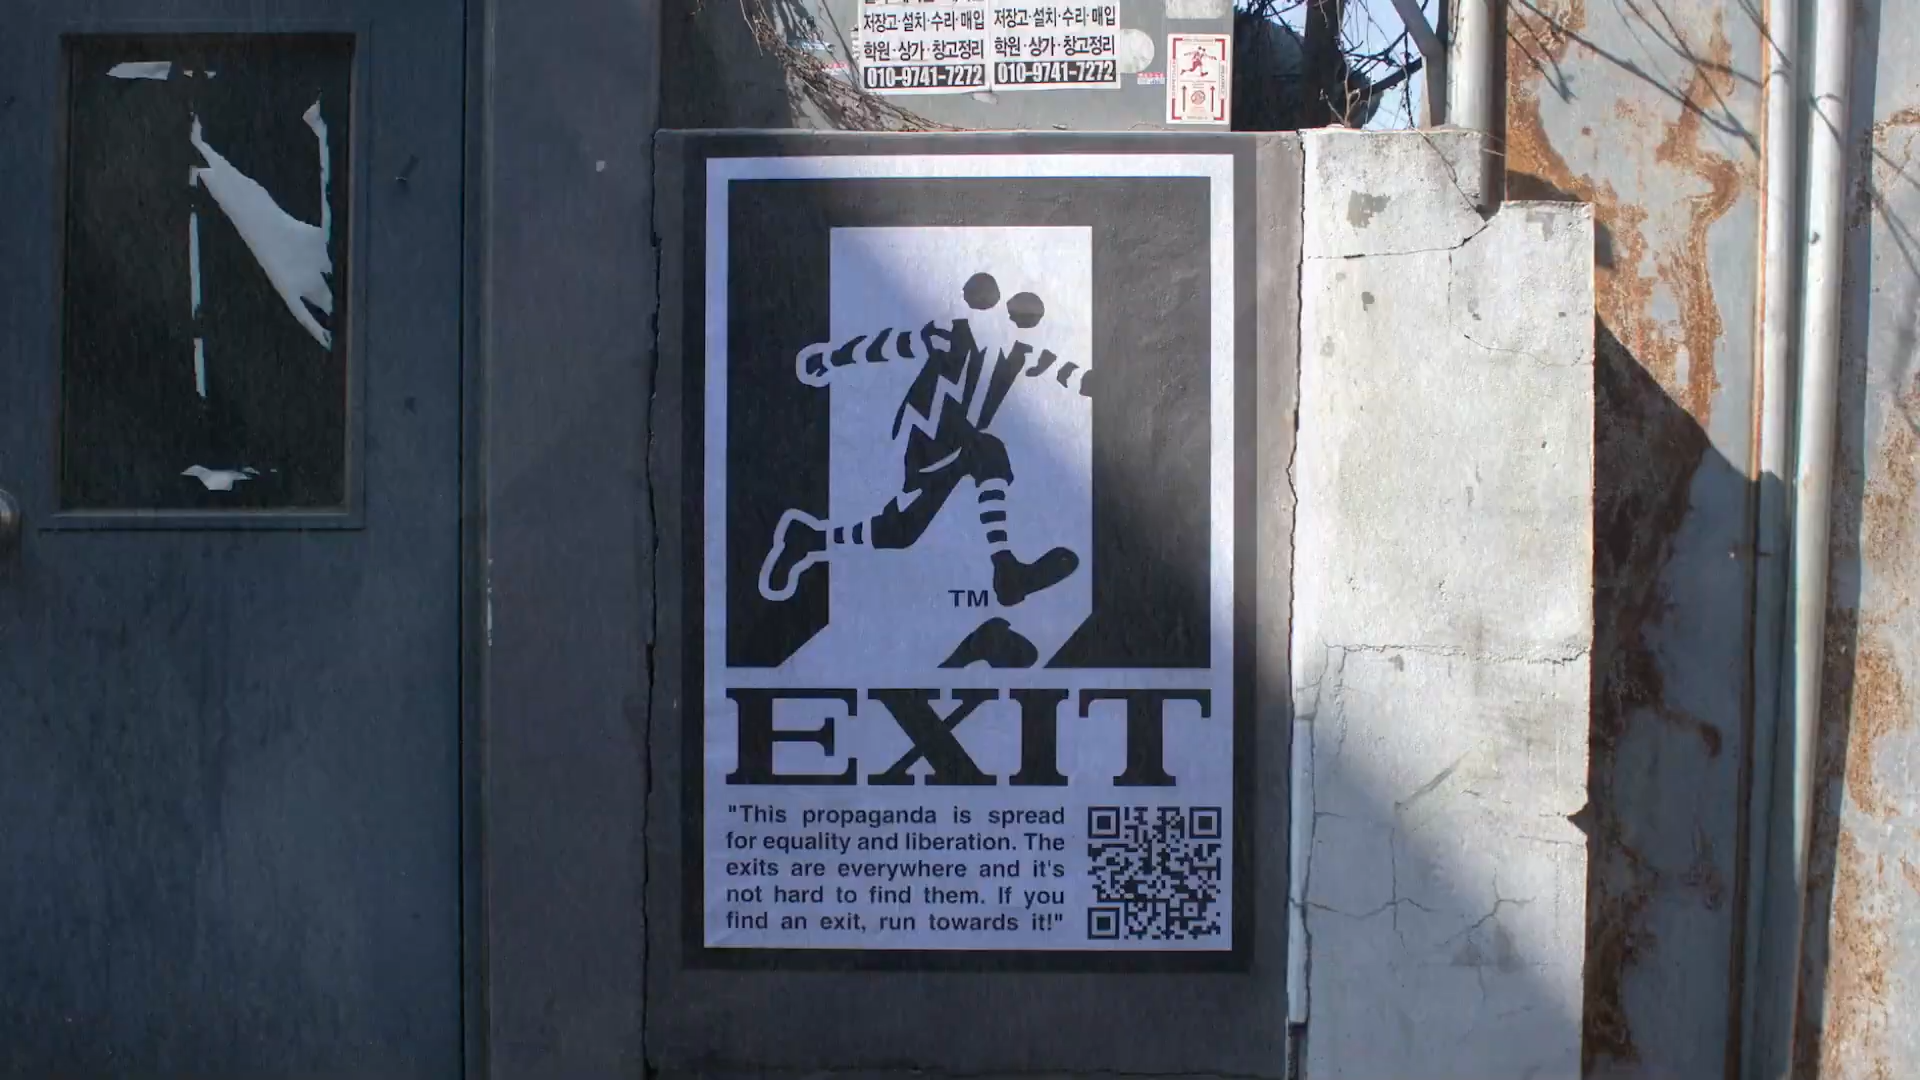 저장고·설치·수리·매입
학원·상가·창고정리
010-9741-7272
저장고·설치·수리·매입
학원·상가·창고정리
010-9741-7272
TM
EXIT
"This propaganda is spread
for equality and liberation. The
exits are everywhere and it's
not hard to find them. If you
find an exit, run towards it!"